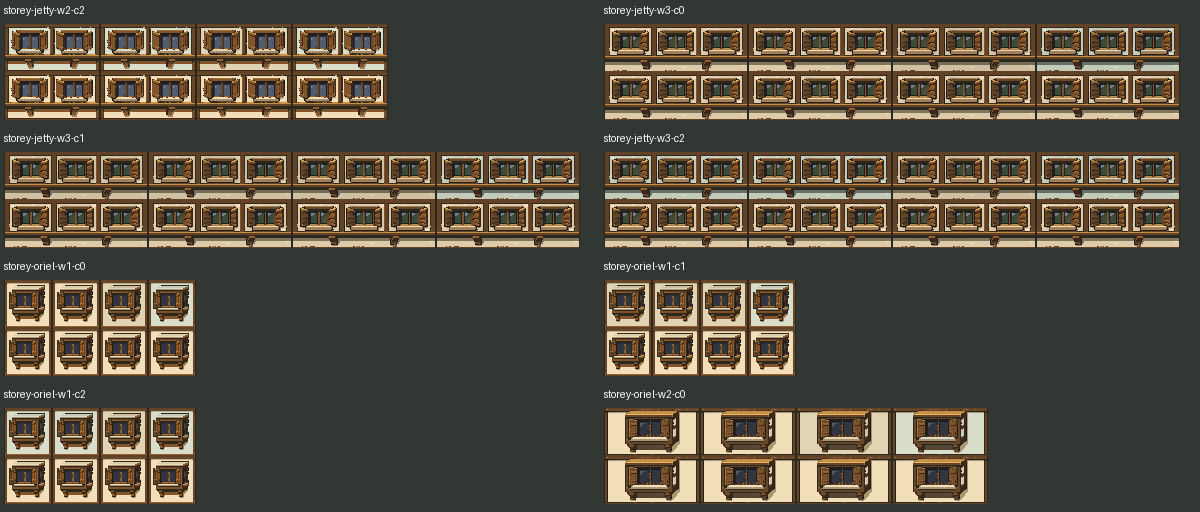 storey-jetty-w2-c2
storey-jetty-w3-c0
storey-jetty-w3-c1
storey-jetty-w3-c2
storey-oriel-w1-c0
storey-oriel-w1-c1
storey-oriel-w1-c2
storey-oriel-w2-c0